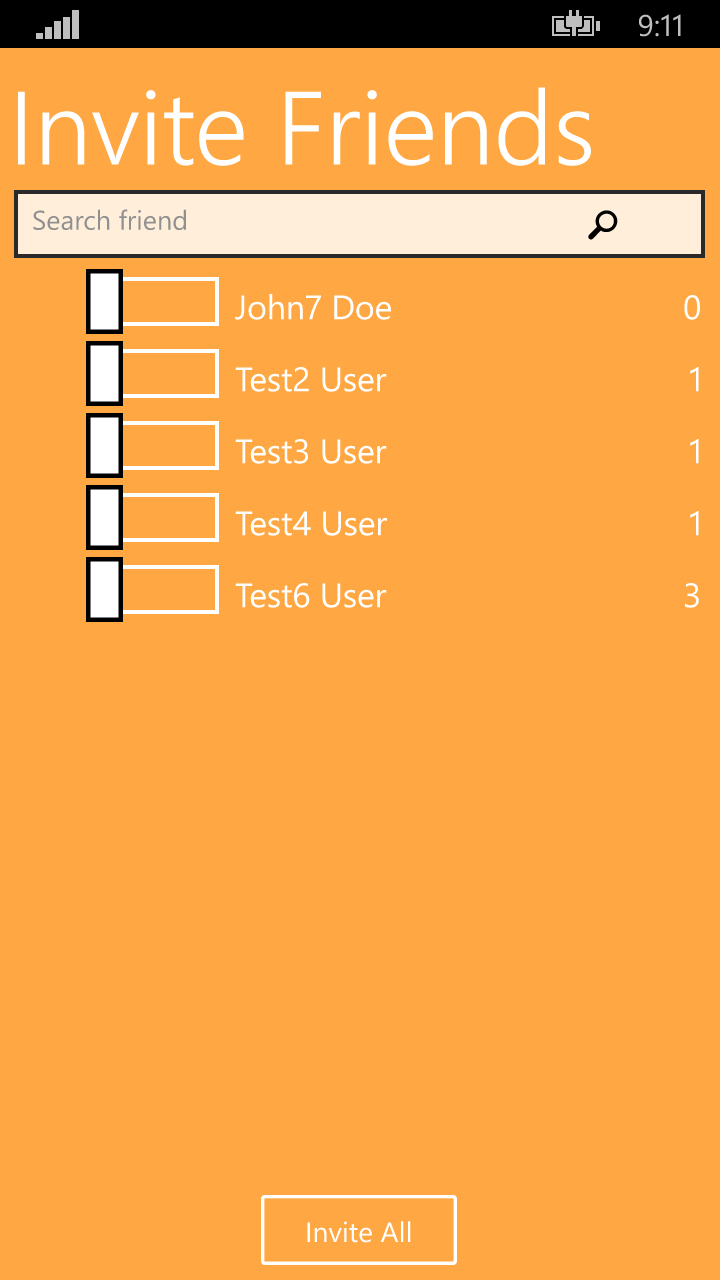 9:11
Invite Friends
Search friend
John7 Doe 0
Test2 User 1
Test3 User 1
Test4 User 1
Test6 User 3
Invite All